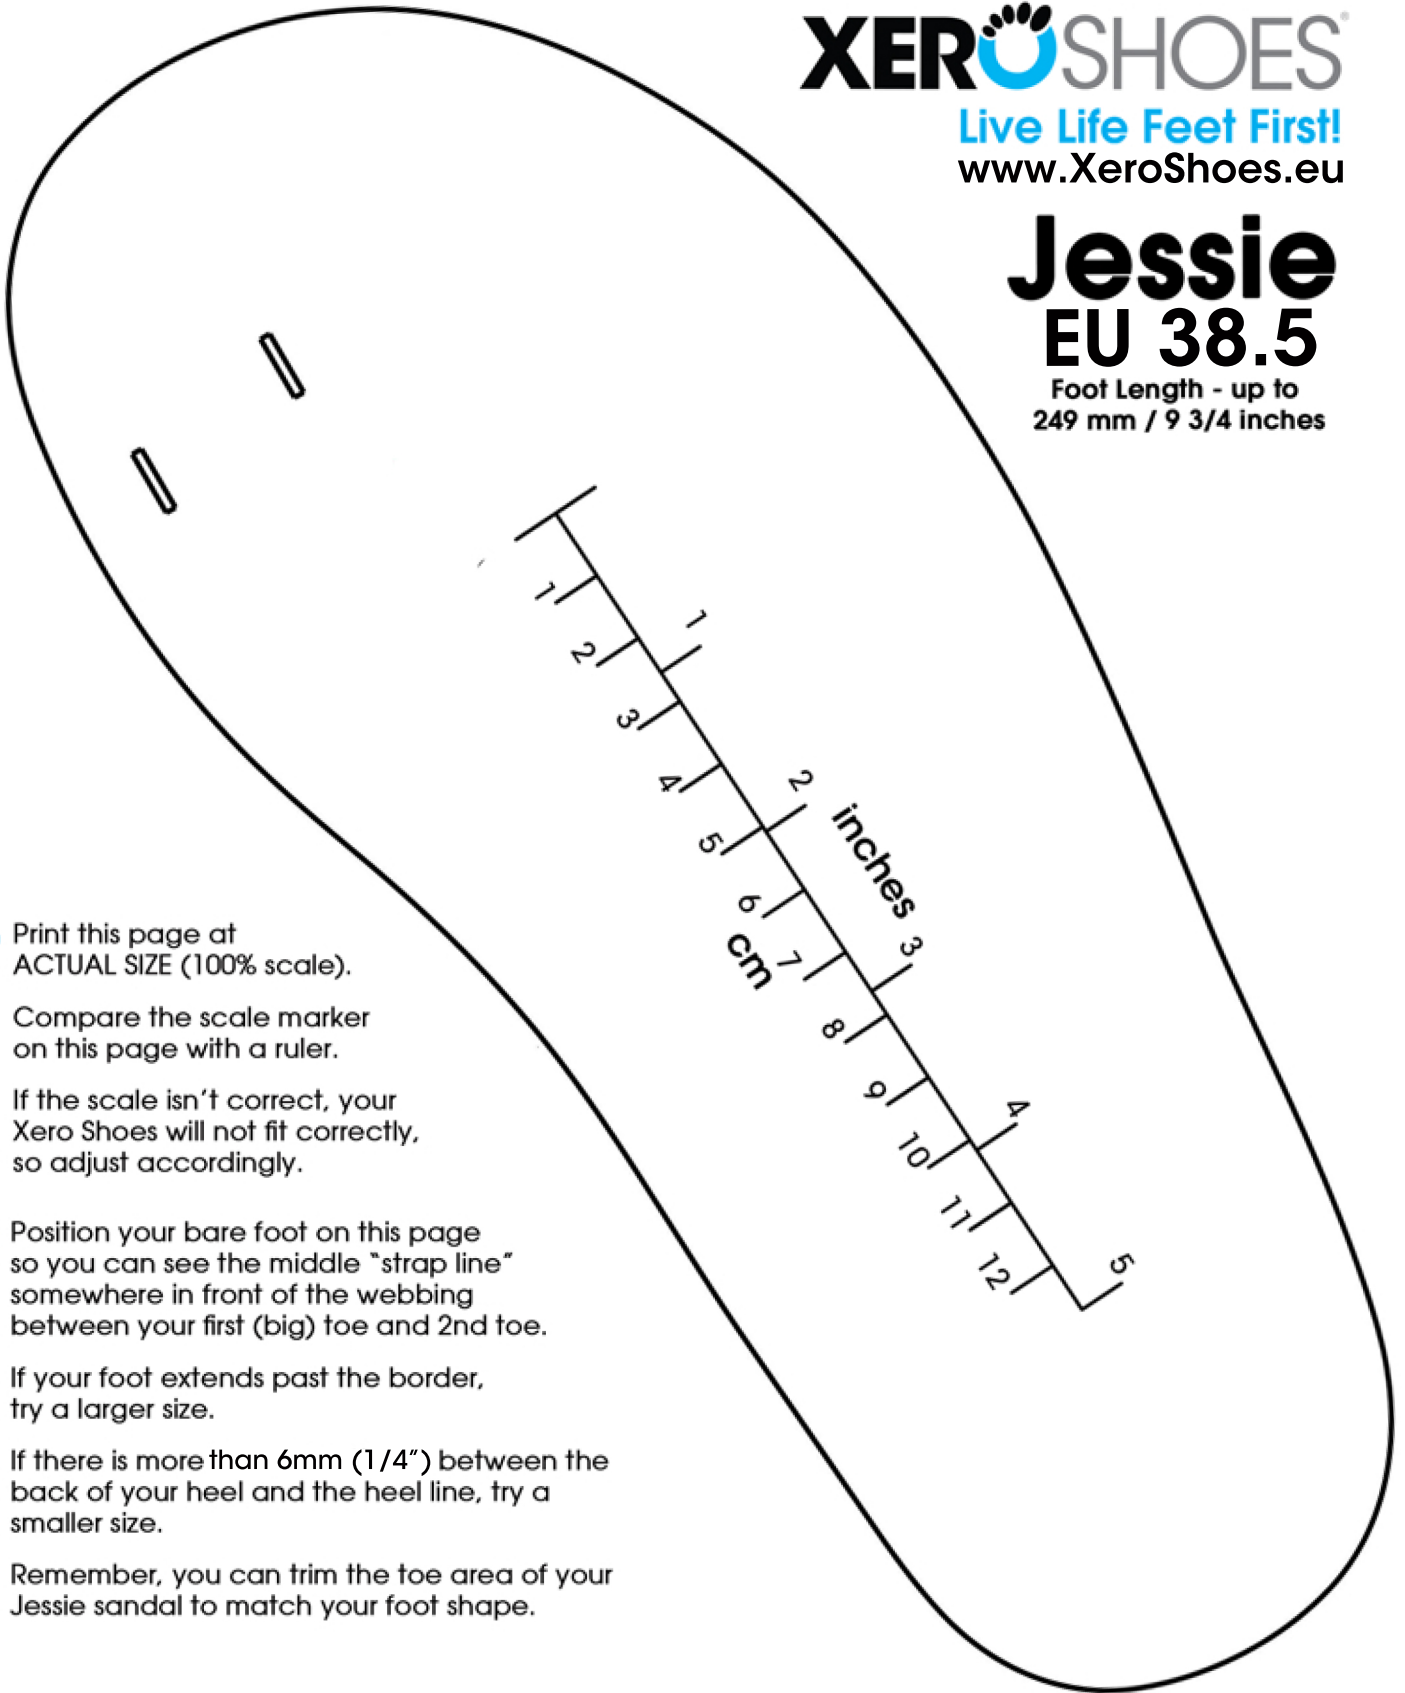 XEROSHOES®
Live Life Feet First!
www.XeroShoes.eu
Jessie
EU 38.5
Foot Length - up to
249 mm / 9 3/4 inches
1
2
3
4
5
6
7
8
9
10
11
12
cm
1
2
3
4
5
inches
Print this page at
ACTUAL SIZE (100% scale).
Compare the scale marker
on this page with a ruler.
If the scale isn't correct, your
Xero Shoes will not fit correctly,
so adjust accordingly.
Position your bare foot on this page
so you can see the middle "strap line"
somewhere in front of the webbing
between your first (big) toe and 2nd toe.
If your foot extends past the border,
try a larger size.
If there is more than 6mm (1/4") between the
back of your heel and the heel line, try a
smaller size.
Remember, you can trim the toe area of your
Jessie sandal to match your foot shape.